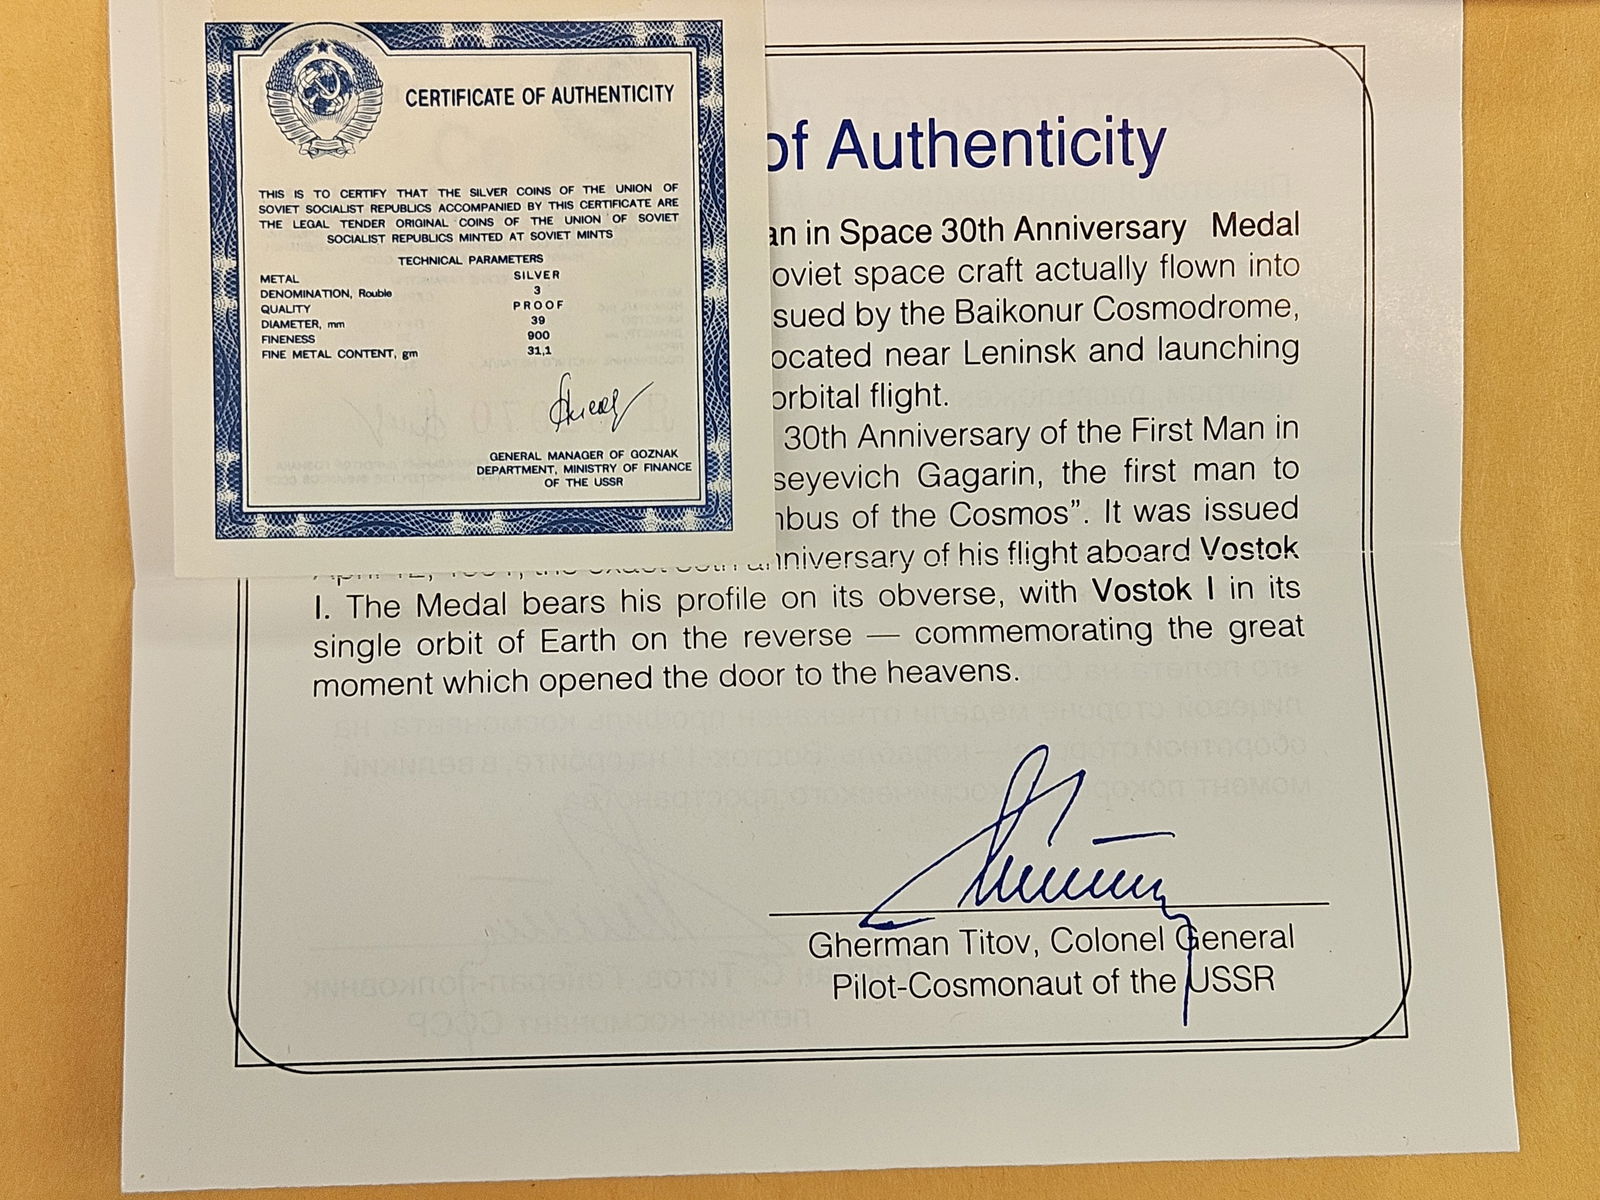 CERTIFICATE OF AUTHENTICITY
THIS IS TO CERTIFY THAT THE SILVER COINS OF THE UNION OF
SOVIET SOCIALIST REPUBLICS ACCOMPANIED BY THIS CERTIFICATE ARE
THE LEGAL TENDER ORIGINAL COINS OF THE UNION OF SOVIET
SOCIALIST REPUBLICS MINTED AT SOVIET MINTS
TECHNICAL PARAMETERS
METAL SILVER
DENOMINATION, Rouble 3
QUALITY PROOF
DIAMETER, mm 39
FINENESS 900
FINE METAL CONTENT, gm 31,1
GENERAL MANAGER OF GOZNAK
DEPARTMENT, MINISTRY OF FINANCE
OF THE USSR
of Authenticity
an in Space 30th Anniversary Medal
oviet space craft actually flown into
sued by the Baikonur Cosmodrome,
ocated near Leninsk and launching
orbital flight.
30th Anniversary of the First Man in
seyevich Gagarin, the first man to
nbus of the Cosmos”. It was issued
nniversary of his flight aboard Vostok
I. The Medal bears his profile on its obverse, with Vostok I in its
single orbit of Earth on the reverse — commemorating the great
moment which opened the door to the heavens.
Gherman Titov, Colonel General
Pilot-Cosmonaut of the USSR